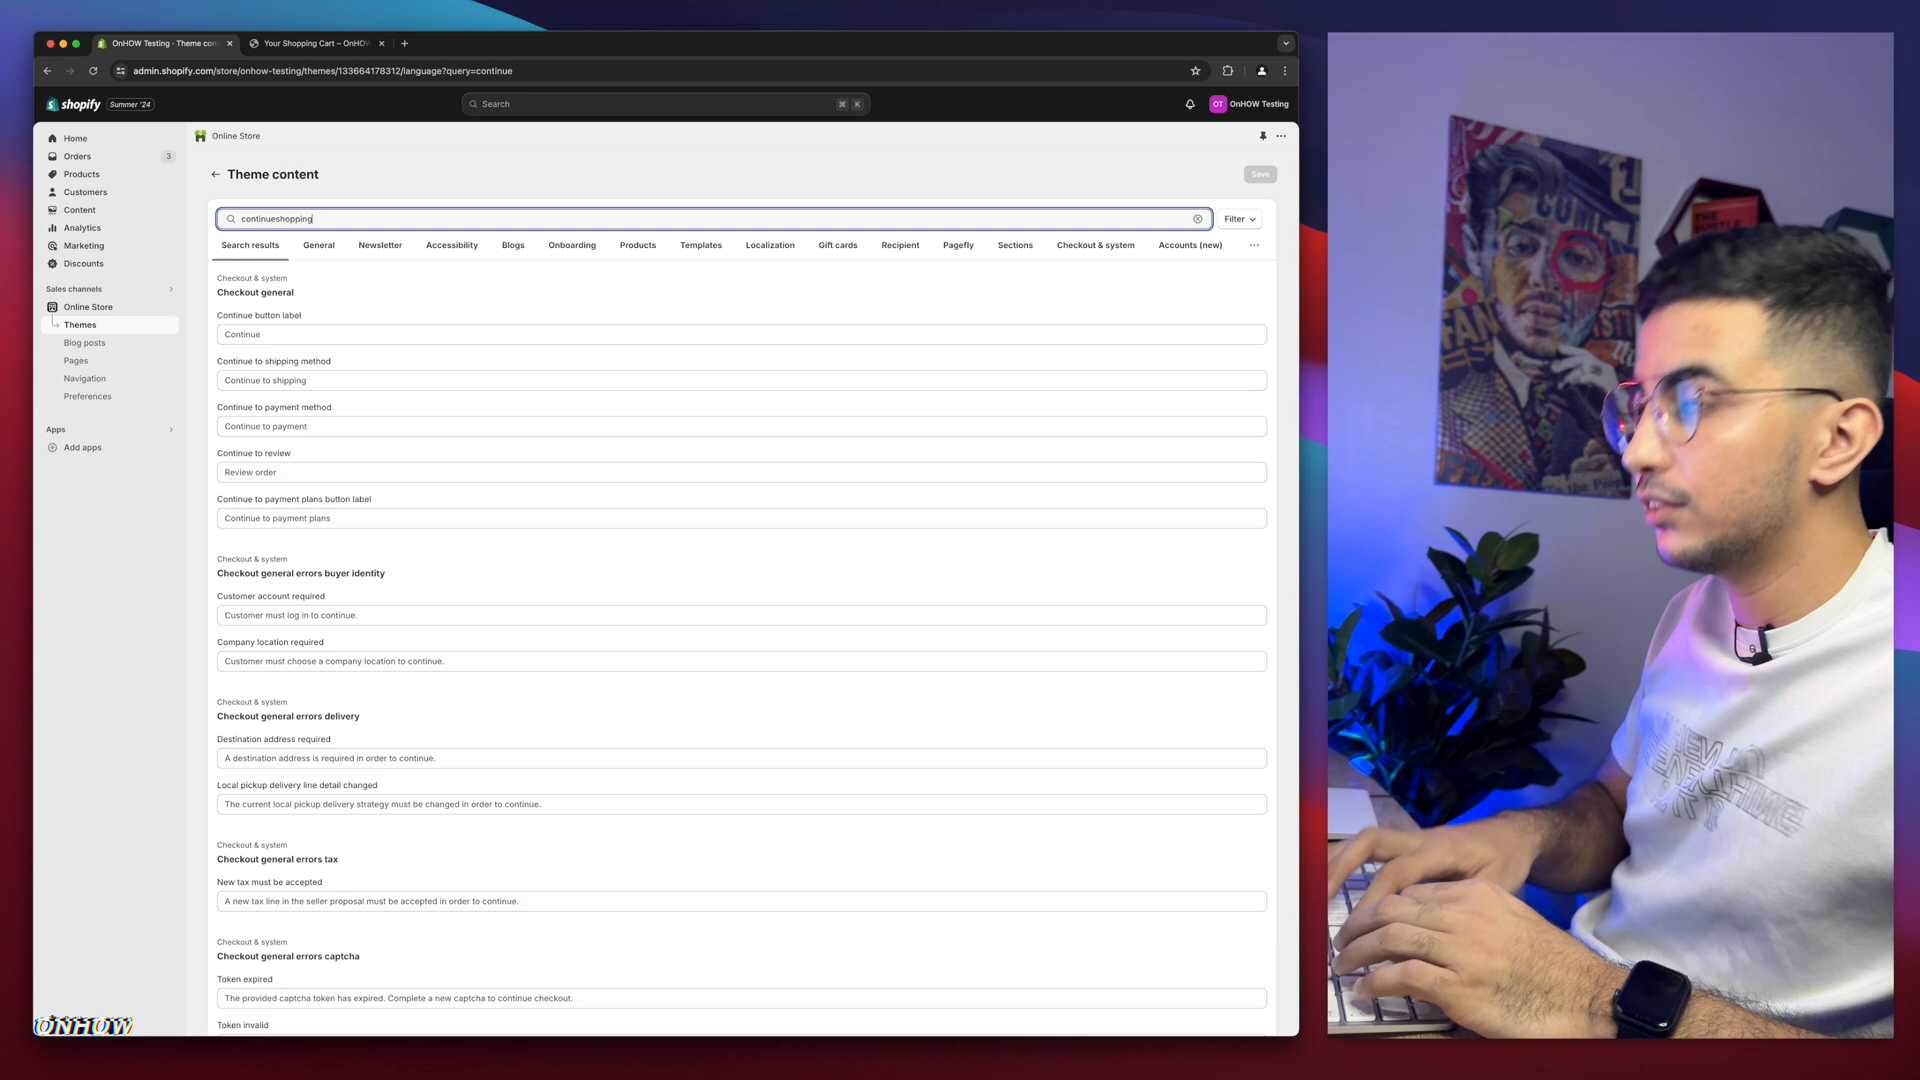 OnHOW Testing · Theme con
Your Shopping Cart – OnHOW
admin.shopify.com/store/onhow-testing/themes/133664178312/language?query=continue
shopify
Summer '24
Search
⌘ K
OT
OnHOW Testing
Home
Orders
3
Products
Customers
Content
Analytics
Marketing
Discounts
Sales channels
Online Store
Themes
Blog posts
Pages
Navigation
Preferences
Apps
Add apps
Online Store
Theme content
Save
continueshopping
Filter
Search results
General
Newsletter
Accessibility
Blogs
Onboarding
Products
Templates
Localization
Gift cards
Recipient
Pagefly
Sections
Checkout & system
Accounts (new)
Checkout & system
Checkout general
Continue button label
Continue
Continue to shipping method
Continue to shipping
Continue to payment method
Continue to payment
Continue to review
Review order
Continue to payment plans button label
Continue to payment plans
Checkout & system
Checkout general errors buyer identity
Customer account required
Customer must log in to continue.
Company location required
Customer must choose a company location to continue.
Checkout & system
Checkout general errors delivery
Destination address required
A destination address is required in order to continue.
Local pickup delivery line detail changed
The current local pickup delivery strategy must be changed in order to continue.
Checkout & system
Checkout general errors tax
New tax must be accepted
A new tax line in the seller proposal must be accepted in order to continue.
Checkout & system
Checkout general errors captcha
Token expired
The provided captcha token has expired. Complete a new captcha to continue checkout.
Token invalid
ONHOW
THE
SUBTLE